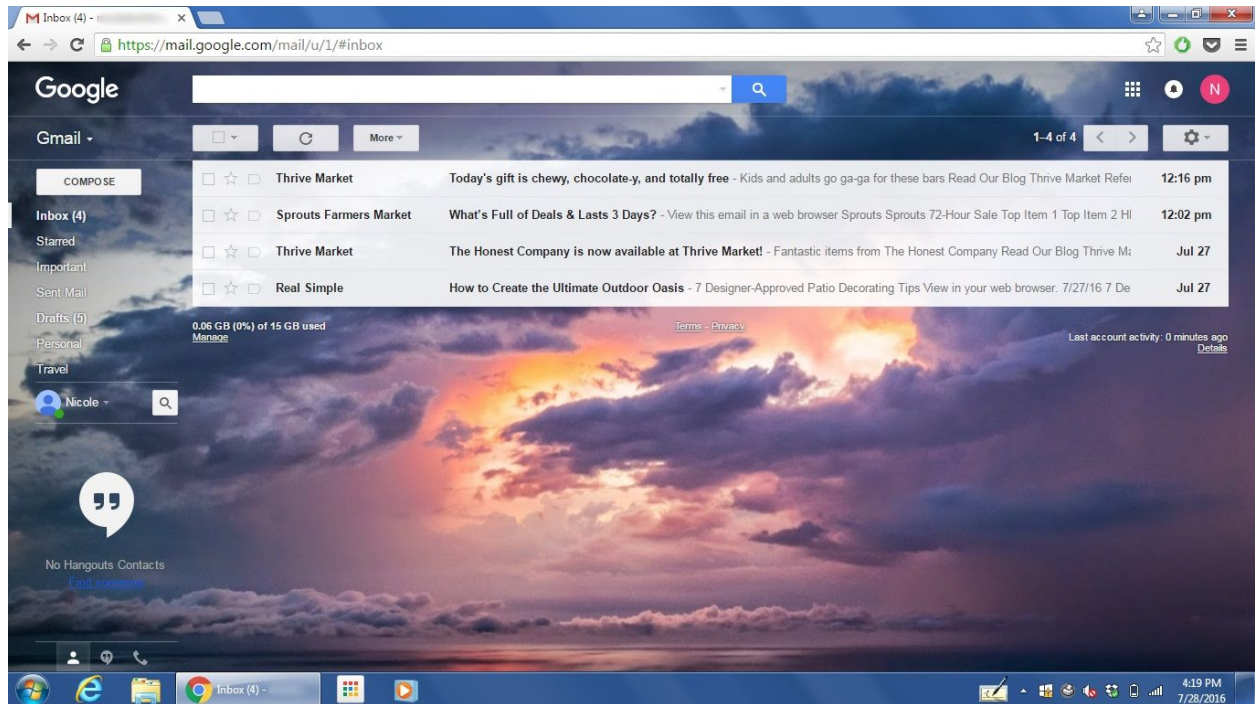 Inbox (4) -
https://mail.google.com/mail/u/1/#inbox
Google
N
Gmail
More
1–4 of 4
COMPOSE
Thrive Market Today's gift is chewy, chocolate-y, and totally free - Kids and adults go ga-ga for these bars Read Our Blog Thrive Market Refer 12:16 pm
Inbox (4)
Sprouts Farmers Market What's Full of Deals & Lasts 3 Days? - View this email in a web browser Sprouts Sprouts 72-Hour Sale Top Item 1 Top Item 2 12:02 pm
Starred
Thrive Market The Honest Company is now available at Thrive Market! - Fantastic items from The Honest Company Read Our Blog Thrive Jul 27
Important
Sent Mail
Real Simple How to Create the Ultimate Outdoor Oasis - 7 Designer-Approved Patio Decorating Tips View in your web browser. 7/27/16 7 De Jul 27
Drafts (5)
Personal
Travel
0.06 GB (0%) of 15 GB used
Manage
Terms - Privacy
Last account activity: 0 minutes ago
Details
Nicole
No Hangouts Contacts
Find someone
Inbox (4) -
4:19 PM
7/28/2016